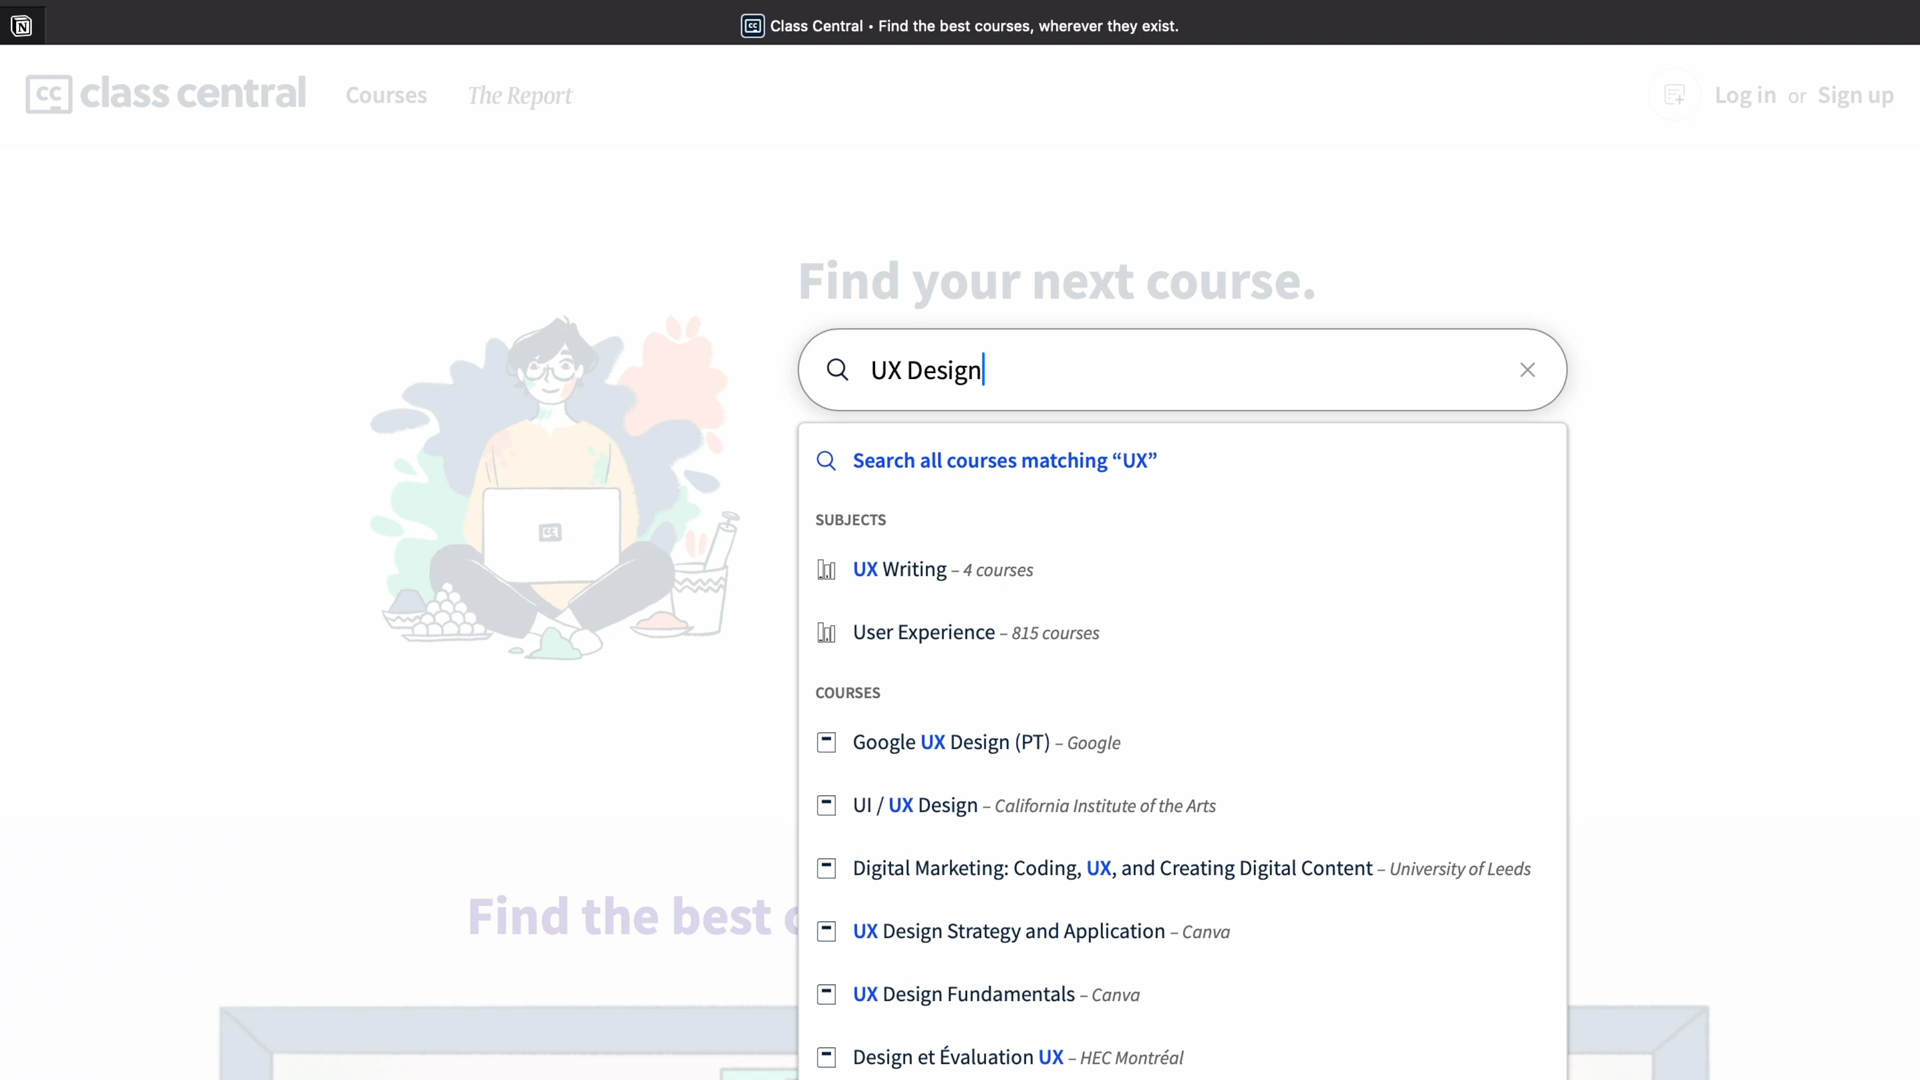 Class Central • Find the best courses, wherever they exist.
cc class central
Courses
The Report
Log in or Sign up
Find your next course.
UX Design
Search all courses matching “UX”
SUBJECTS
UX Writing – 4 courses
User Experience – 815 courses
COURSES
Google UX Design (PT) – Google
UI / UX Design – California Institute of the Arts
Digital Marketing: Coding, UX, and Creating Digital Content – University of Leeds
Find the best
UX Design Strategy and Application – Canva
UX Design Fundamentals – Canva
Design et Évaluation UX – HEC Montréal